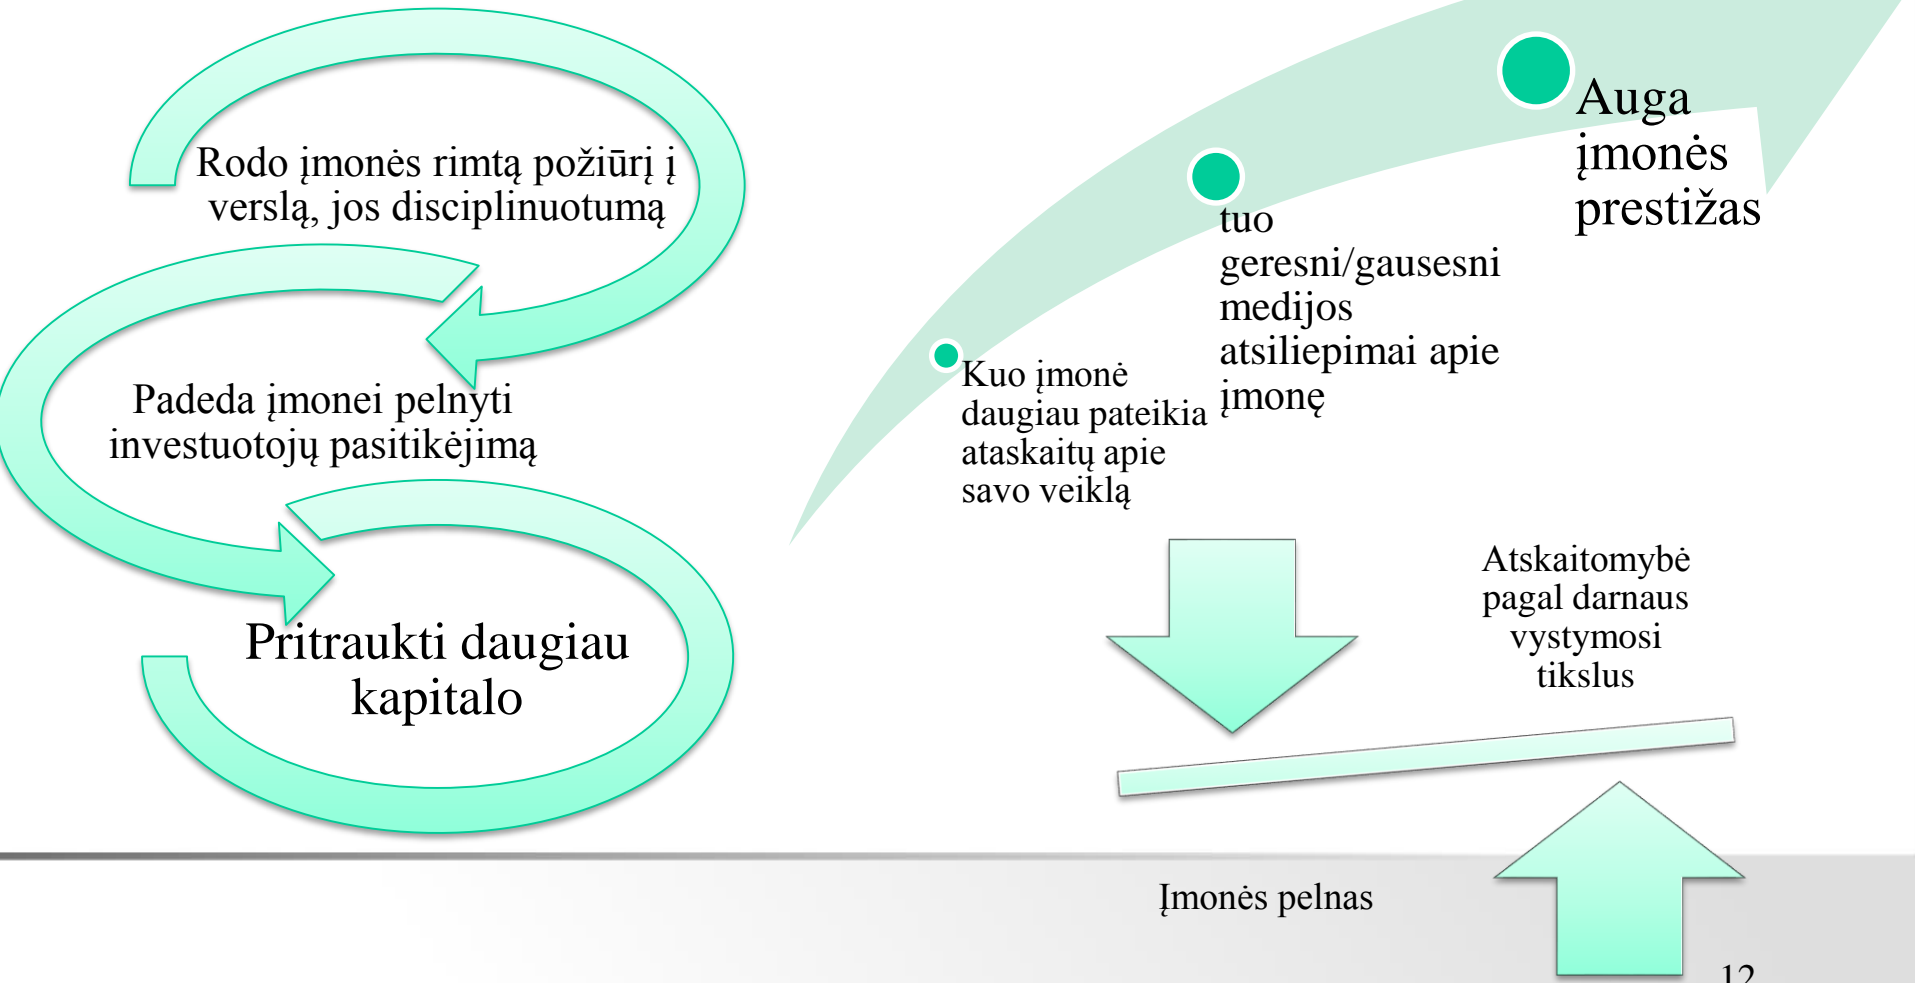 Rodo įmonės rimtą požiūrį į
verslą, jos disciplinuotumą
Padeda įmonei pelnyti
investuotojų pasitikėjimą
Pritraukti daugiau
kapitalo
Kuo įmonė
daugiau pateikia
ataskaitų apie
savo veiklą
tuo
geresni/gausesni
medijos
atsiliepimai apie
įmonę
Auga
įmonės
prestižas
Atskaitomybė
pagal darnaus
vystymosi
tikslus
Įmonės pelnas
12